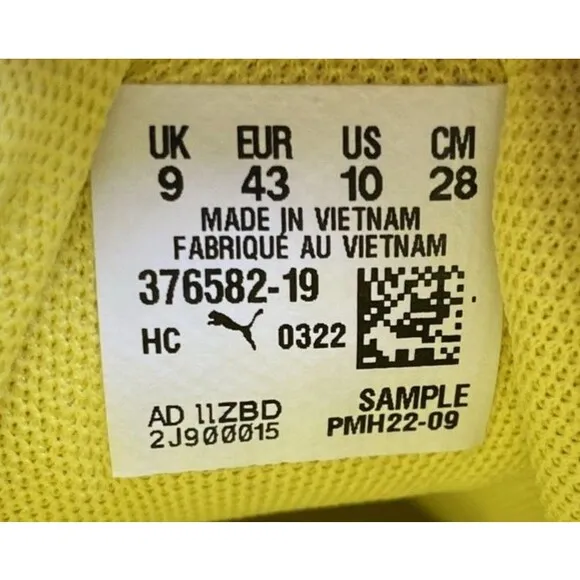 UK EUR US CM
9 43 10 28
MADE IN VIETNAM
FABRIQUÉ AU VIETNAM
376582-19
HC 0322
AD 11ZBD
2J900015
SAMPLE
PMH22-09